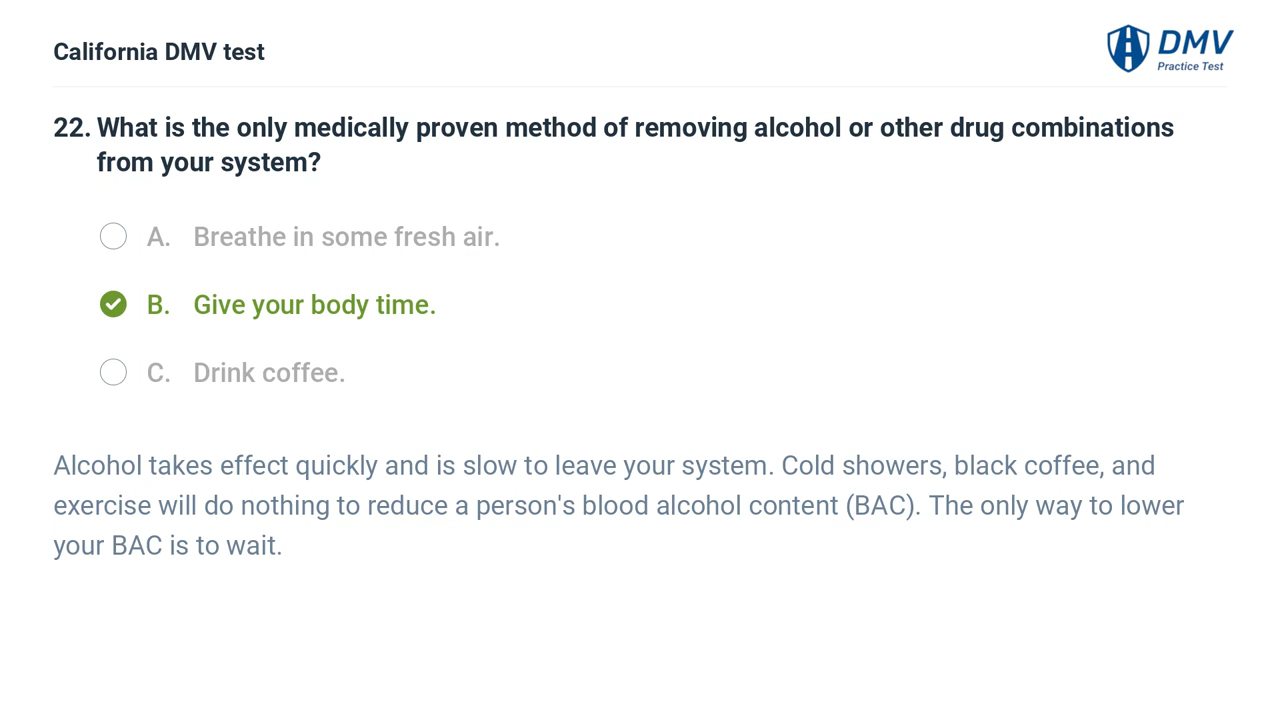 California DMV test
DMV
Practice Test
22. What is the only medically proven method of removing alcohol or other drug combinations
from your system?
A. Breathe in some fresh air.
B. Give your body time.
C. Drink coffee.
Alcohol takes effect quickly and is slow to leave your system. Cold showers, black coffee, and
exercise will do nothing to reduce a person's blood alcohol content (BAC). The only way to lower
your BAC is to wait.